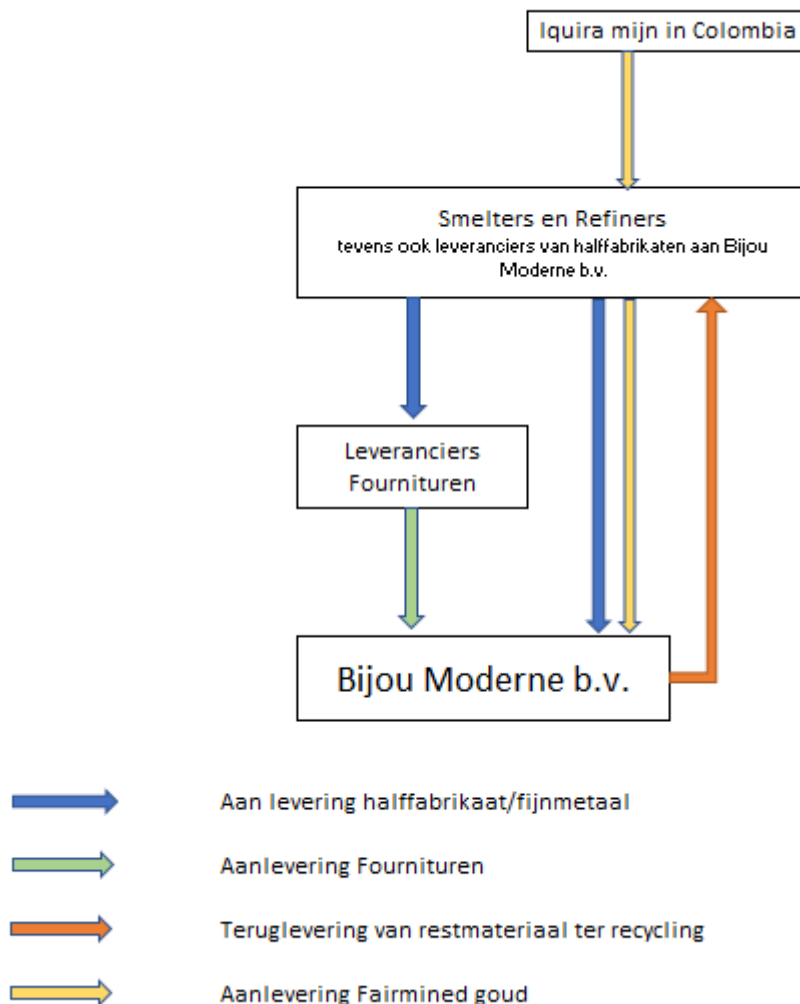 Iquira mijn in Colombia
Smelters en Refiners
tevens ook leveranciers van halffabrikaten aan Bijou
Moderne b.v.
Leveranciers
Fournituren
Bijou Moderne b.v.
Aan levering halffabrikaat/fijnmetaal
Aanlevering Fournituren
Teruglevering van restmateriaal ter recycling
Aanlevering Fairmined goud